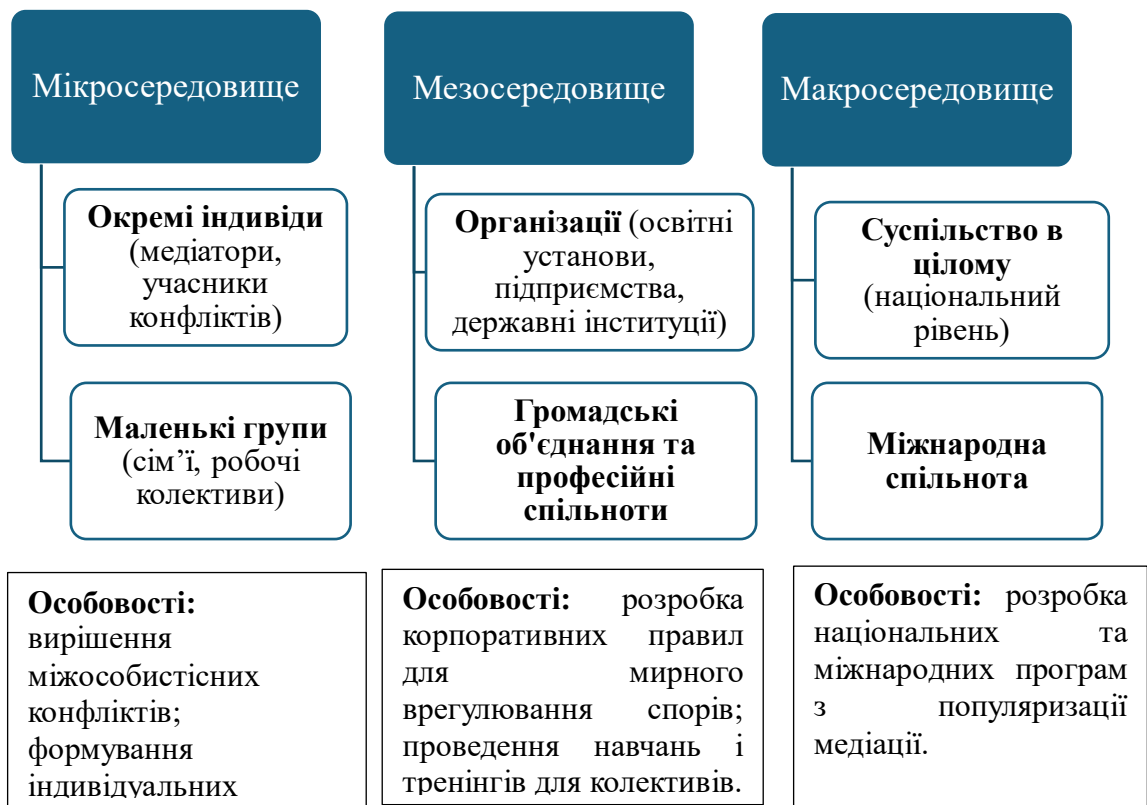 Мікросередовище
Окремі індивіди
(медіатори,
учасники
конфліктів)
Маленькі групи
(сім’ї, робочі
колективи)
Особовості:
вирішення
міжособистісних
конфліктів;
формування
індивідуальних
Мезосередовище
Організації (освітні
установи,
підприємства,
державні інституції)
Громадські
об'єднання та
професійні
спільноти
Особовості: розробка
корпоративних правил
для мирного
врегулювання спорів;
проведення навчань і
тренінгів для колективів.
Макросередовище
Суспільство в
цілому
(національний
рівень)
Міжнародна
спільнота
Особовості: розробка
національних та
міжнародних програм
з популяризації
медіації.